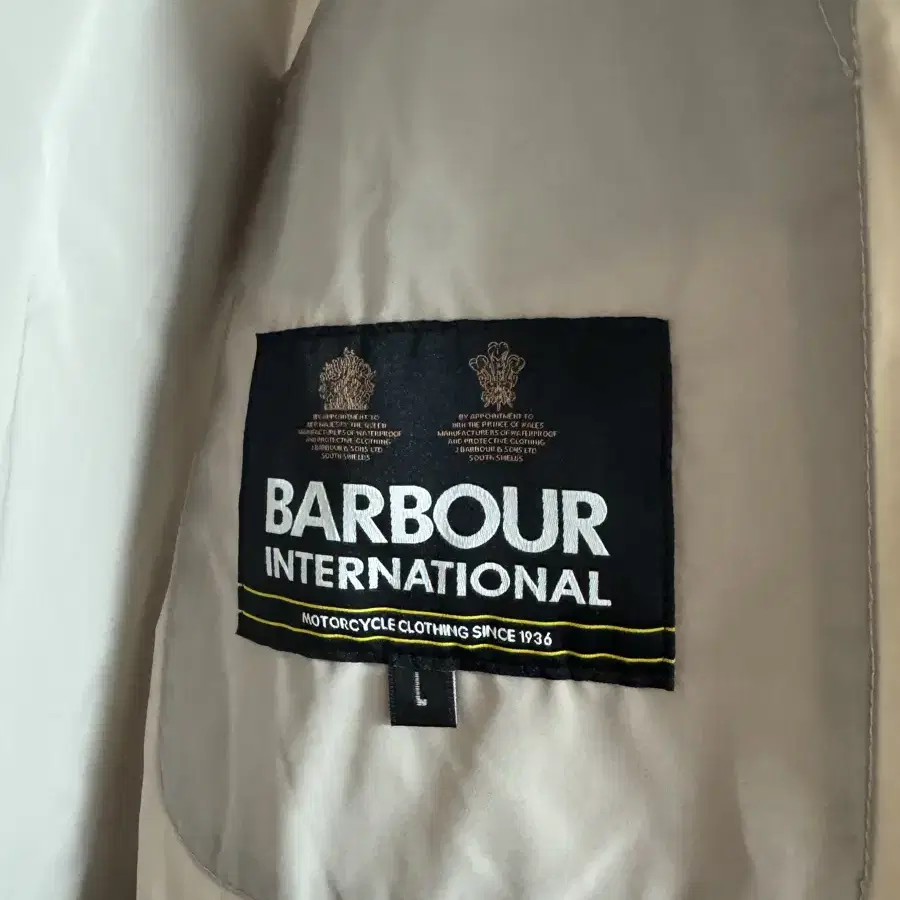 BY APPOINTMENT TO
HER MAJESTY THE QUEEN
MANUFACTURERS OF WATERPROOF
AND PROTECTIVE CLOTHING
J BARBOUR & SONS LTD
SOUTH SHIELDS
BY APPOINTMENT TO
HRH THE PRINCE OF WALES
MANUFACTURERS OF WATERPROOF
AND PROTECTIVE CLOTHING
J BARBOUR & SONS LTD
SOUTH SHIELDS
BARBOUR
INTERNATIONAL
MOTORCYCLE CLOTHING SINCE 1936
L